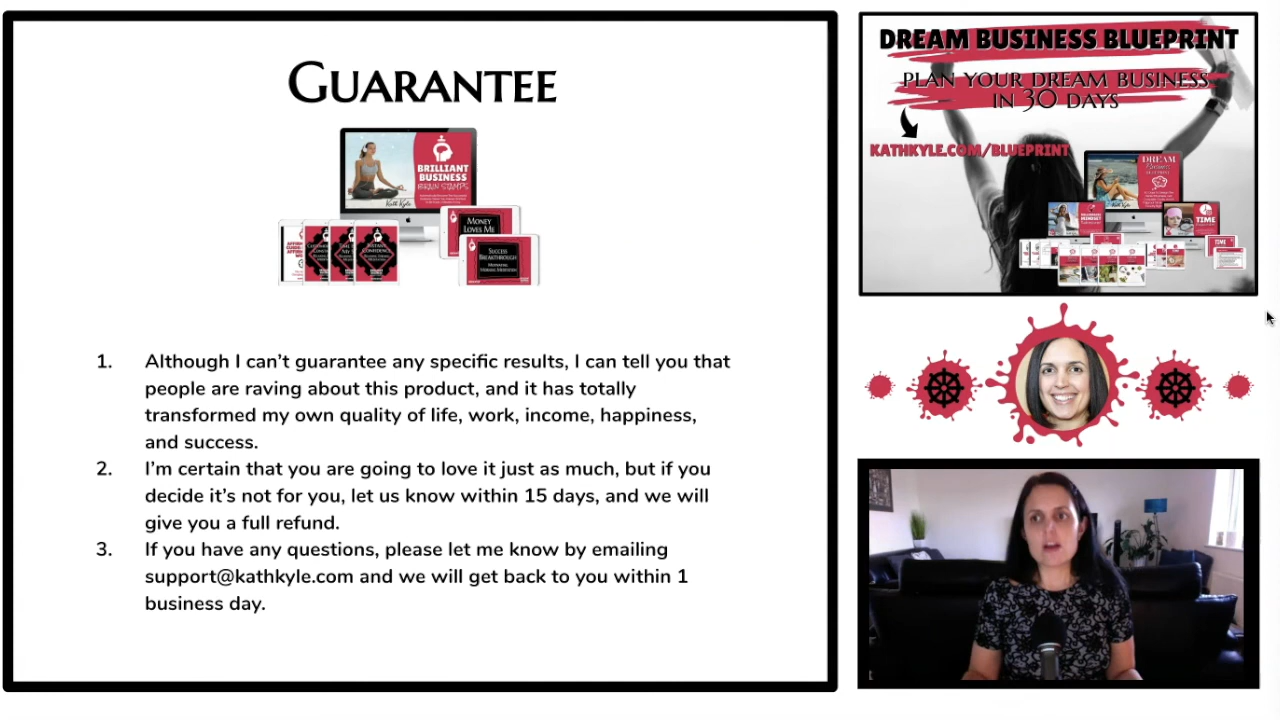 GUARANTEE
BRILLIANT
BUSINESS
BRAIN STAMPS
Kath Kyle
MONEY
LOVES ME
SUCCESS
BREAKTHROUGH
INSTANT
CONFIDENCE
1. Although I can’t guarantee any specific results, I can tell you that
people are raving about this product, and it has totally
transformed my own quality of life, work, income, happiness,
and success.
2. I’m certain that you are going to love it just as much, but if you
decide it’s not for you, let us know within 15 days, and we will
give you a full refund.
3. If you have any questions, please let me know by emailing
support@kathkyle.com and we will get back to you within 1
business day.
DREAM BUSINESS BLUEPRINT
PLAN YOUR DREAM BUSINESS
IN 30 DAYS
KATHKYLE.COM/BLUEPRINT
DREAM
TIME